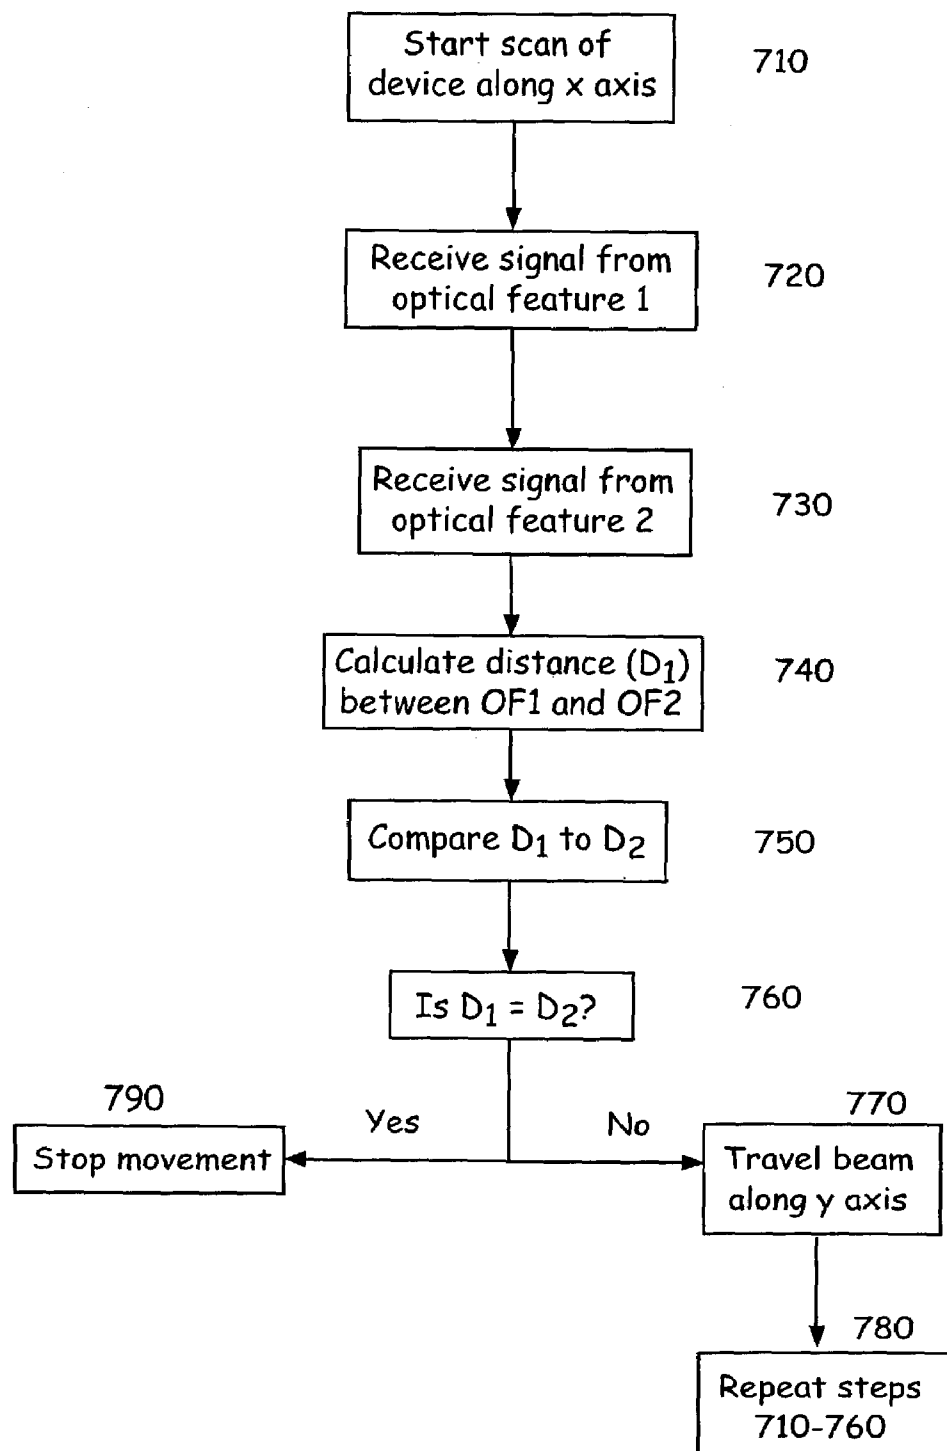 Start scan of
device along x axis
710
Receive signal from
optical feature 1
720
Receive signal from
optical feature 2
730
Calculate distance (D1)
between OF1 and OF2
740
Compare D1 to D2
750
Is D1 = D2?
760
790
Yes
No
770
Stop movement
Travel beam
along y axis
780
Repeat steps
710-760